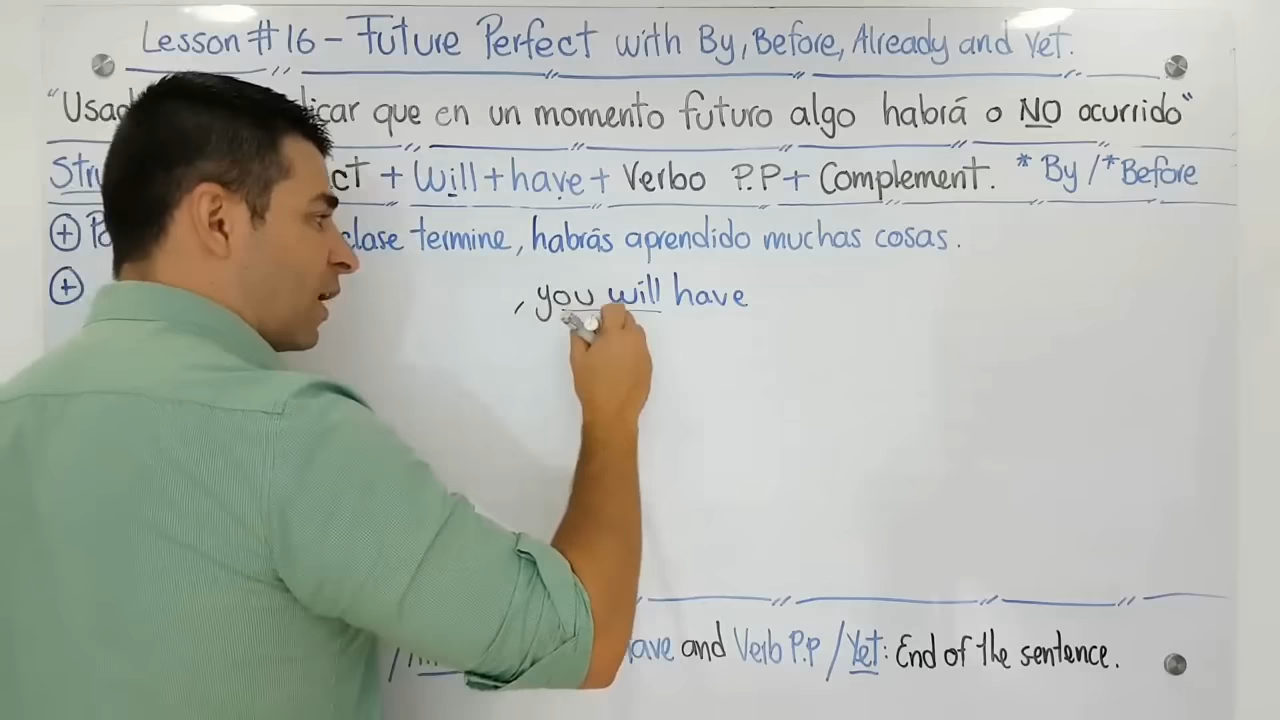 Lesson #16 - Future Perfect with By, Before, Already and Yet.
"Usad icar que en un momento futuro algo habrá o NO ocurrido"
Stru ct + Will + have + Verbo P.P + Complement. *By / *Before
+ clase termine, habrás aprendido muchas cosas.
+ , you will have
/ ave and Verb P.p / Yet: End of the sentence.